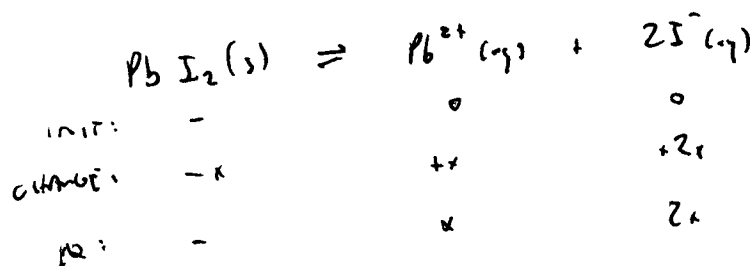 PbI₂(s) ⇌ Pb²⁺(aq) + 2I⁻(aq)
INIT: - 0 0
CHANGE: -x +x +2x
EQ: - x 2x